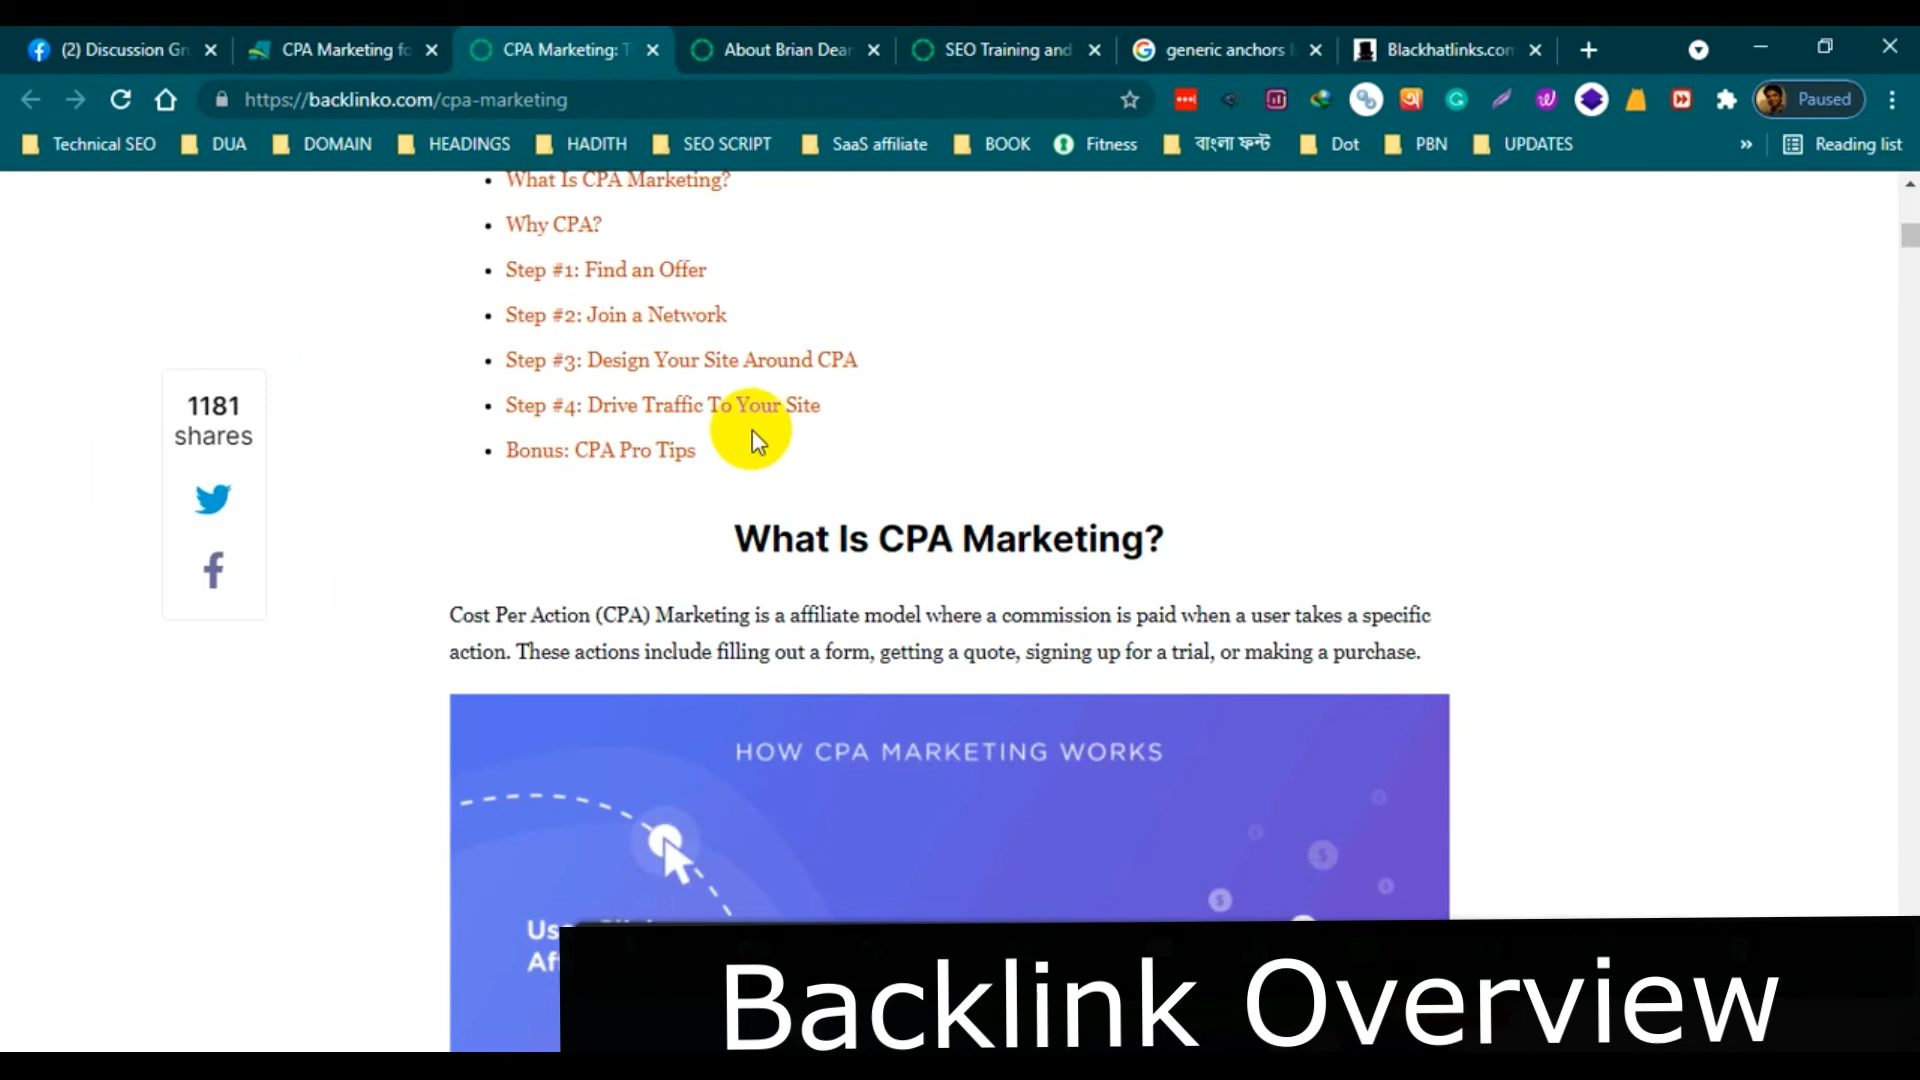 (2) Discussion Gr
CPA Marketing fo
CPA Marketing: T
About Brian Dean
SEO Training and
generic anchors
Blackhatlinks.com
https://backlinko.com/cpa-marketing
Paused
Technical SEO
DUA
DOMAIN
HEADINGS
HADITH
SEO SCRIPT
SaaS affiliate
BOOK
Fitness
বাংলা ফন্ট
Dot
PBN
UPDATES
»
Reading list
• What Is CPA Marketing?
• Why CPA?
• Step #1: Find an Offer
• Step #2: Join a Network
• Step #3: Design Your Site Around CPA
• Step #4: Drive Traffic To Your Site
• Bonus: CPA Pro Tips
1181
shares
What Is CPA Marketing?
Cost Per Action (CPA) Marketing is a affiliate model where a commission is paid when a user takes a specific
action. These actions include filling out a form, getting a quote, signing up for a trial, or making a purchase.
HOW CPA MARKETING WORKS
Backlink Overview